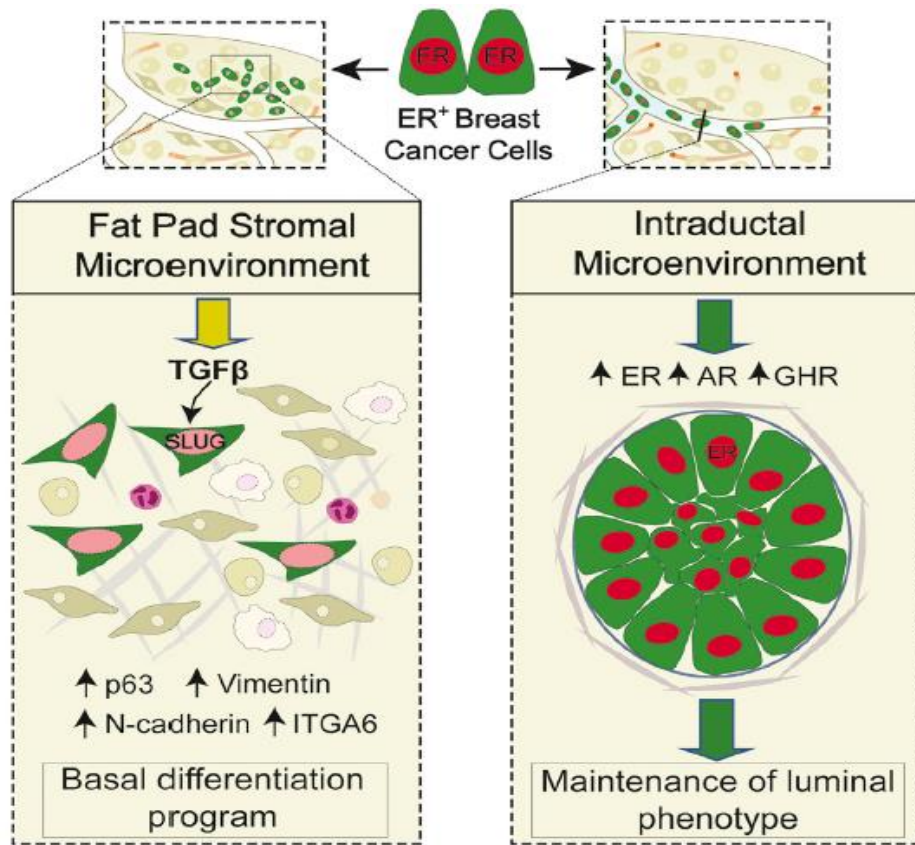 ER ER
ER+ Breast
Cancer Cells
Fat Pad Stromal
Microenvironment
TGFβ
SLUG
↑ p63 ↑ Vimentin
↑ N-cadherin ↑ ITGA6
Basal differentiation
program
Intraductal
Microenvironment
↑ ER ↑ AR ↑ GHR
ER
Maintenance of luminal
phenotype